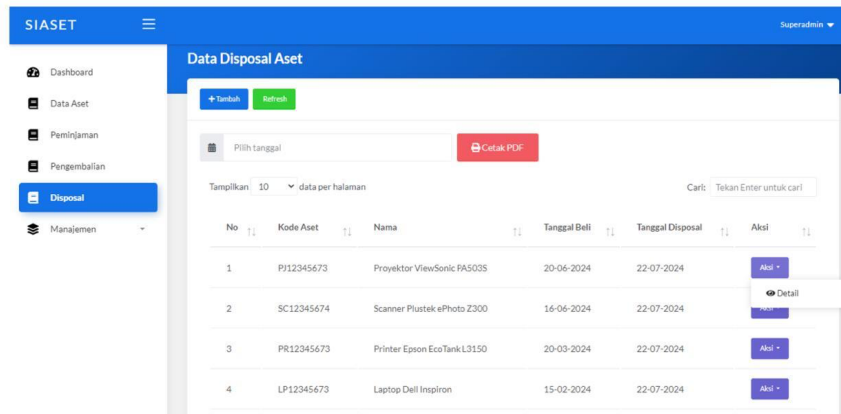 SIASET
Superadmin
Dashboard
Data Aset
Peminjaman
Pengembalian
Disposal
Manajemen
Data Disposal Aset
+Tambah Refresh
Pilih tanggal Cetak PDF
Tampilkan 10 data per halaman Cari: Tekan Enter untuk cari
No Kode Aset Nama Tanggal Beli Tanggal Disposal Aksi
1 PJ12345673 Proyektor ViewSonic PA503S 20-06-2024 22-07-2024 Aksi
Detail
2 SC12345674 Scanner Plustek ePhoto Z300 16-06-2024 22-07-2024
3 PR12345673 Printer Epson EcoTank L3150 20-03-2024 22-07-2024 Aksi
4 LP12345673 Laptop Dell Inspiron 15-02-2024 22-07-2024 Aksi